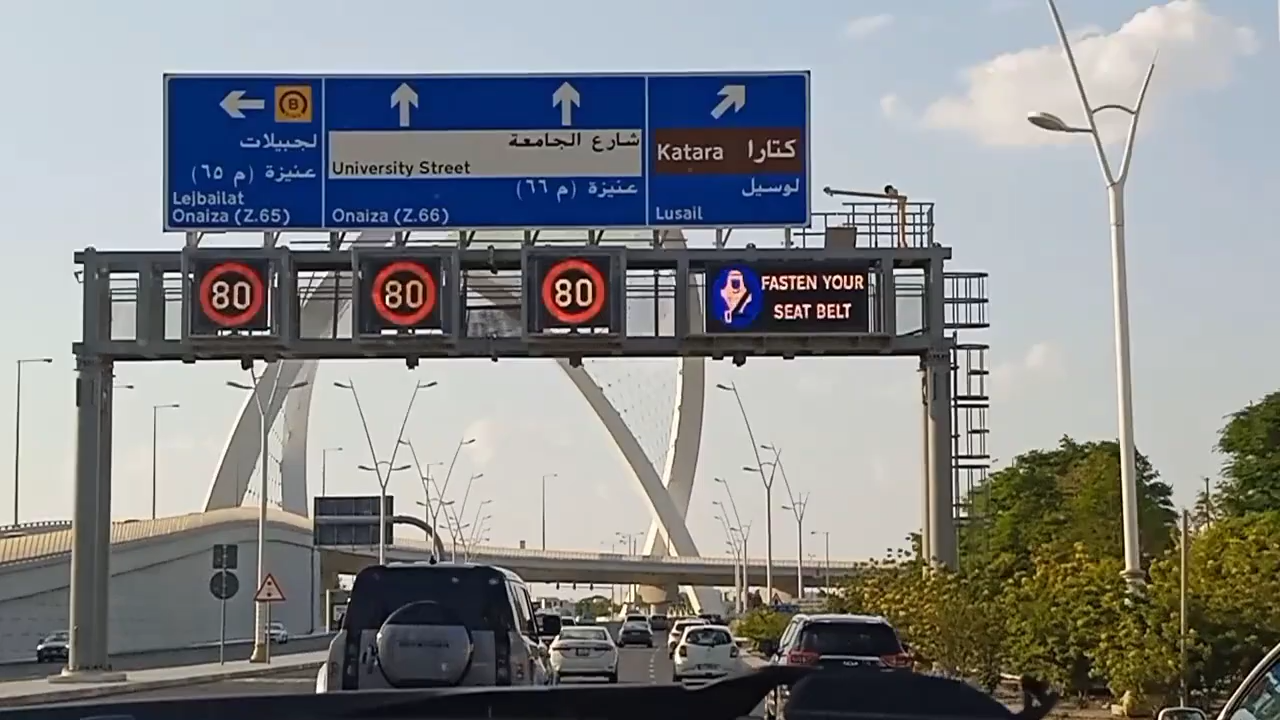 B
لجبيلات
عنيزة (م ٦٥)
Lejbailat
Onaiza (Z.65)
شارع الجامعة
University Street
عنيزة (م ٦٦)
Onaiza (Z.66)
Katara كتارا
لوسيل
Lusail
80
80
80
FASTEN YOUR
SEAT BELT